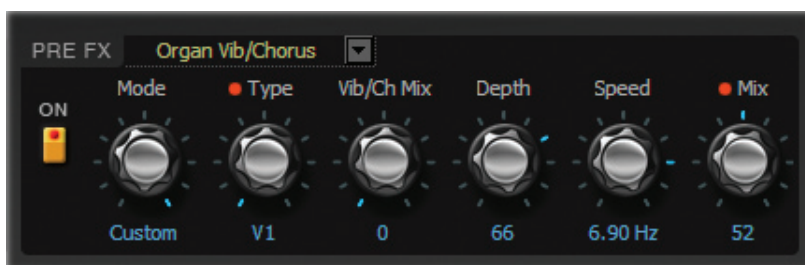 PRE FX Organ Vib/Chorus
Mode Type Vib/Ch Mix Depth Speed Mix
ON
Custom V1 0 66 6.90 Hz 52